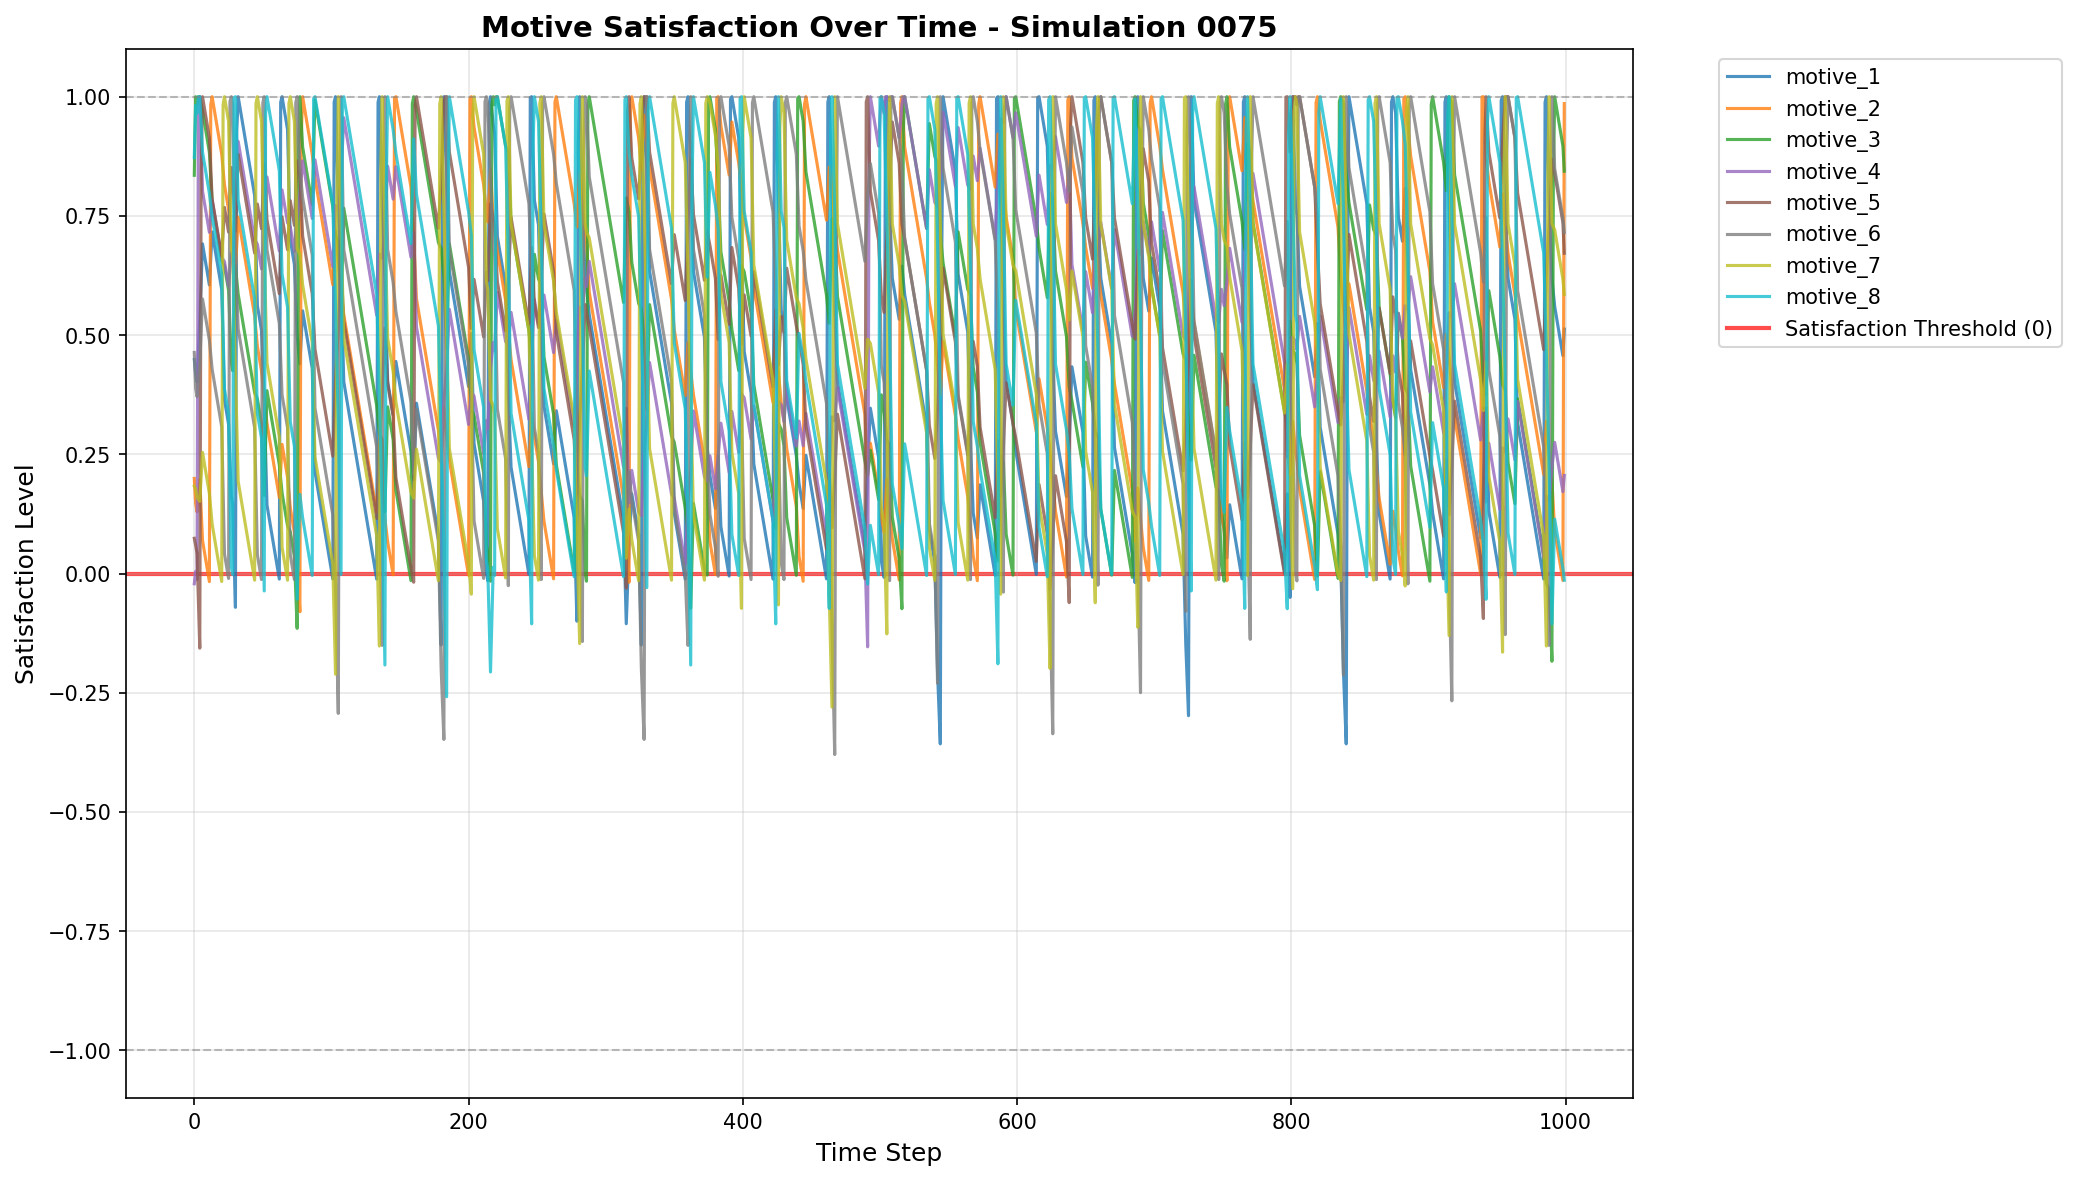 Motive Satisfaction Over Time - Simulation 0075
1.00
0.75
0.50
0.25
0.00
−0.25
−0.50
−0.75
−1.00
Satisfaction Level
0
200
400
600
800
1000
Time Step
motive_1
motive_2
motive_3
motive_4
motive_5
motive_6
motive_7
motive_8
Satisfaction Threshold (0)